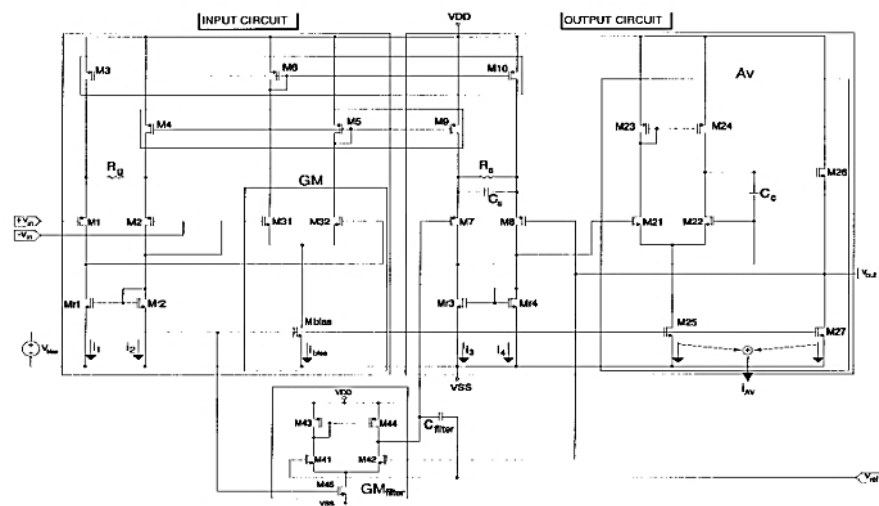 INPUT CIRCUIT
VDD
OUTPUT CIRCUIT
M3
M6
M10
Av
M4
M5
M9
M23
M24
Rg
GM
Rs
Cs
M26
Cc
+Vin
-Vin
M1
M2
M31
M32
M7
M8
M21
M22
Vout
Mr1
Mr2
Mbias
Mr3
Mr4
M25
M27
Vbias
i1
i2
ibias
i3
i4
VSS
iAV
VDD
M43
M44
Cfilter
M41
M42
M45
GMfilter
VSS
Vref